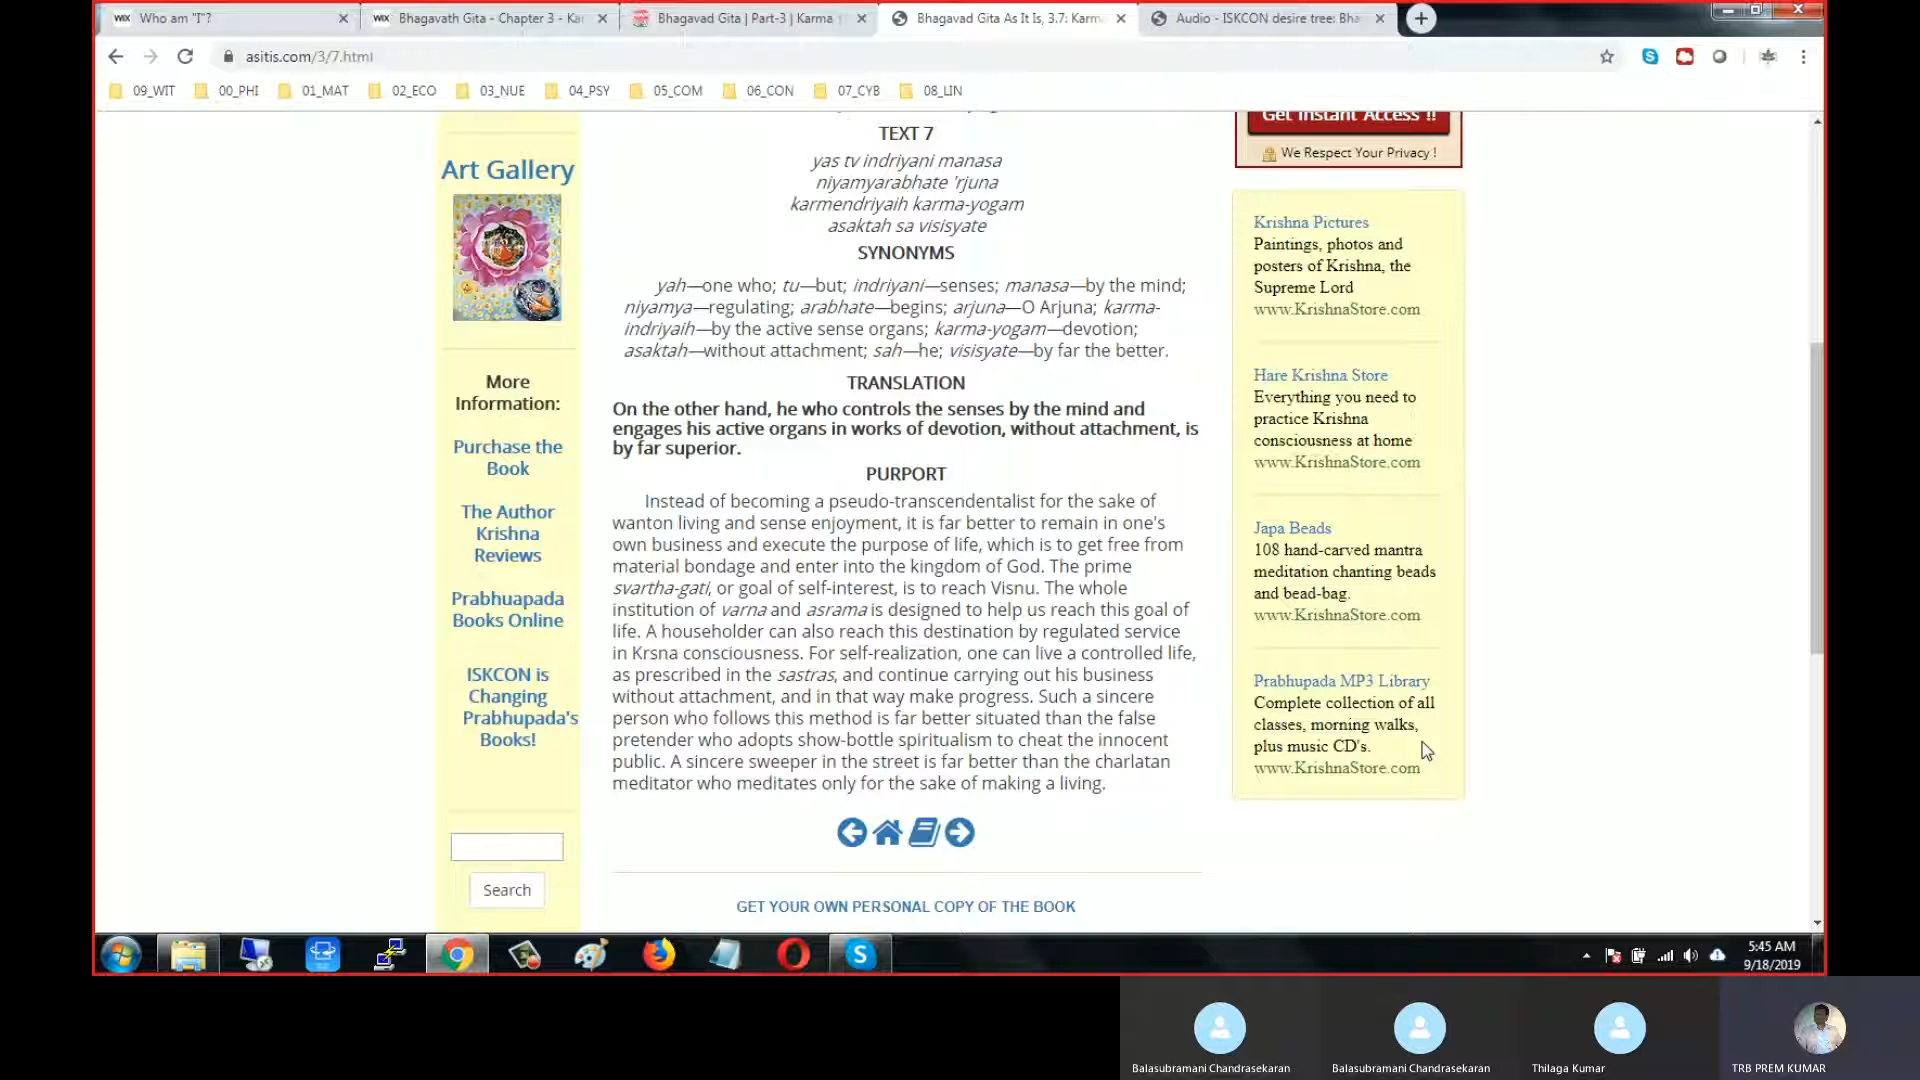 Who am "I"?
Bhagavath Gita - Chapter 3 - Kar
Bhagavad Gita | Part-3 | Karma
Bhagavad Gita As It Is, 3.7: Karm
Audio - ISKCON desire tree: Bha
asitis.com/3/7.html
09_WIT
00_PHI
01_MAT
02_ECO
03_NUE
04_PSY
05_COM
06_CON
07_CYB
08_LIN
Art Gallery
More
Information:
Purchase the
Book
The Author
Krishna
Reviews
Prabhuapada
Books Online
ISKCON is
Changing
Prabhupada's
Books!
Search
TEXT 7
yas tv indriyani manasa
niyamyarabhate 'rjuna
karmendriyaih karma-yogam
asaktah sa visisyate
SYNONYMS
yah—one who; tu—but; indriyani—senses; manasa—by the mind;
niyamya—regulating; arabhate—begins; arjuna—O Arjuna; karma-
indriyaih—by the active sense organs; karma-yogam—devotion;
asaktah—without attachment; sah—he; visisyate—by far the better.
TRANSLATION
On the other hand, he who controls the senses by the mind and
engages his active organs in works of devotion, without attachment, is
by far superior.
PURPORT
Instead of becoming a pseudo-transcendentalist for the sake of
wanton living and sense enjoyment, it is far better to remain in one's
own business and execute the purpose of life, which is to get free from
material bondage and enter into the kingdom of God. The prime
svartha-gati, or goal of self-interest, is to reach Visnu. The whole
institution of varna and asrama is designed to help us reach this goal of
life. A householder can also reach this destination by regulated service
in Krsna consciousness. For self-realization, one can live a controlled life,
as prescribed in the sastras, and continue carrying out his business
without attachment, and in that way make progress. Such a sincere
person who follows this method is far better situated than the false
pretender who adopts show-bottle spiritualism to cheat the innocent
public. A sincere sweeper in the street is far better than the charlatan
meditator who meditates only for the sake of making a living.
GET YOUR OWN PERSONAL COPY OF THE BOOK
Get Instant Access !!
We Respect Your Privacy !
Krishna Pictures
Paintings, photos and
posters of Krishna, the
Supreme Lord
www.KrishnaStore.com
Hare Krishna Store
Everything you need to
practice Krishna
consciousness at home
www.KrishnaStore.com
Japa Beads
108 hand-carved mantra
meditation chanting beads
and bead-bag.
www.KrishnaStore.com
Prabhupada MP3 Library
Complete collection of all
classes, morning walks,
plus music CD's.
www.KrishnaStore.com
5:45 AM
9/18/2019
Balasubramani Chandrasekaran
Balasubramani Chandrasekaran
Thilaga Kumar
TRB PREM KUMAR